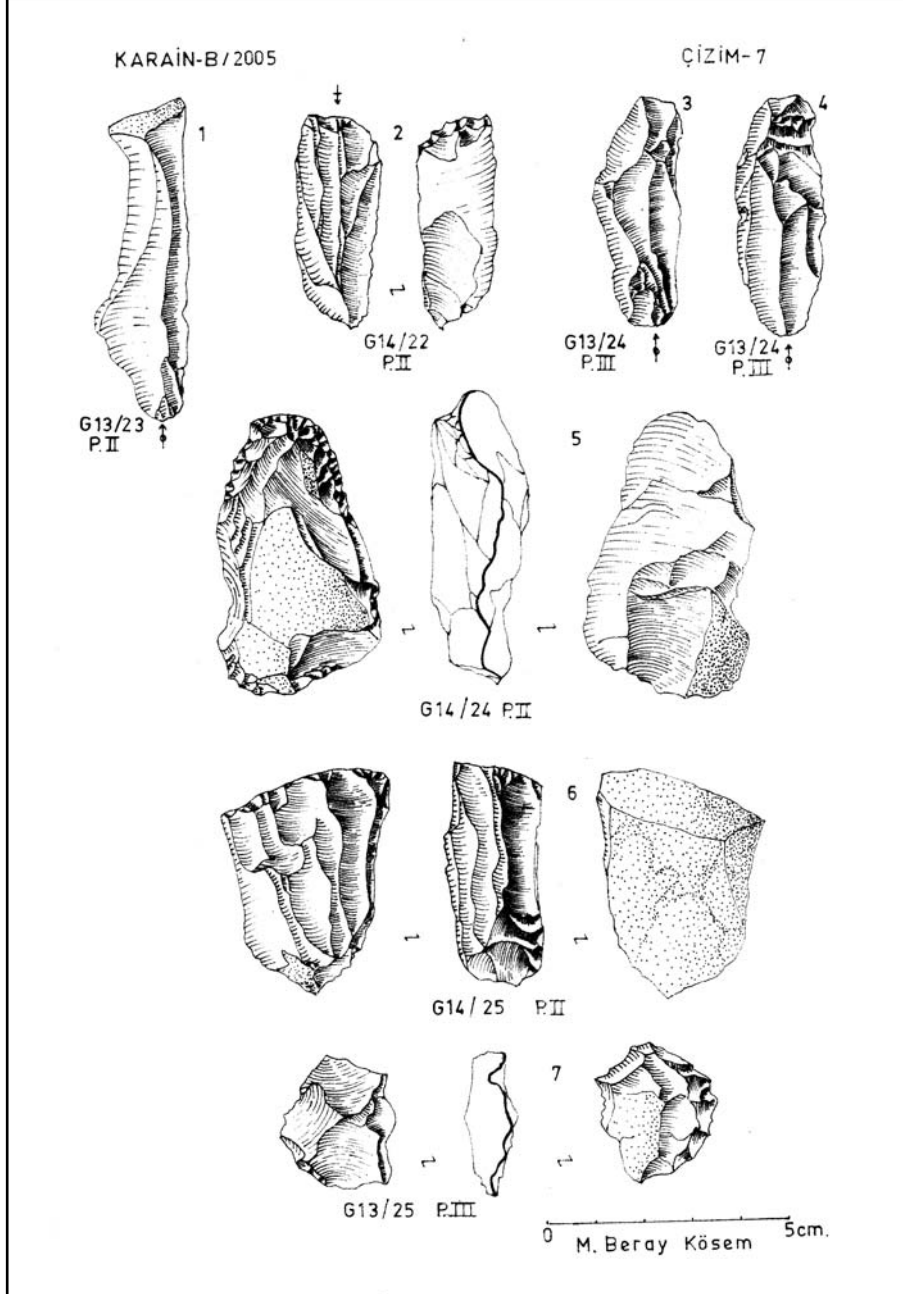 KARAİN-B/2005
ÇİZİM-7
1
2
3
4
G14/22
P.II
G13/24
P.III
G13/24
P.III
G13/23
P.II
5
G14/24 P.II
6
G14/25 P.II
7
G13/25 P.III
0 5cm.
M. Beray Kösem